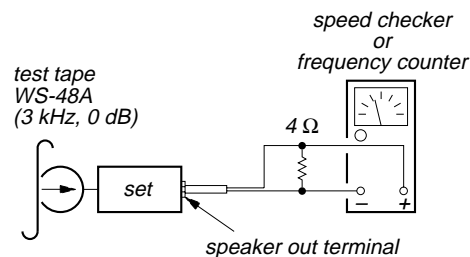 speed checker
or
frequency counter
test tape
WS-48A
(3 kHz, 0 dB)
4 Ω
set
– +
speaker out terminal